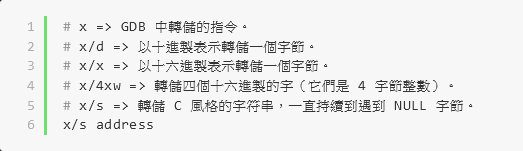 1 # x => GDB 中轉儲的指令。
2 # x/d => 以十進製表示轉儲一個字節。
3 # x/x => 以十六進製表示轉儲一個字節。
4 # x/4xw => 轉儲四個十六進製的字（它們是 4 字節整數）。
5 # x/s => 轉儲 C 風格的字符串，一直持續到遇到 NULL 字節。
6 x/s address